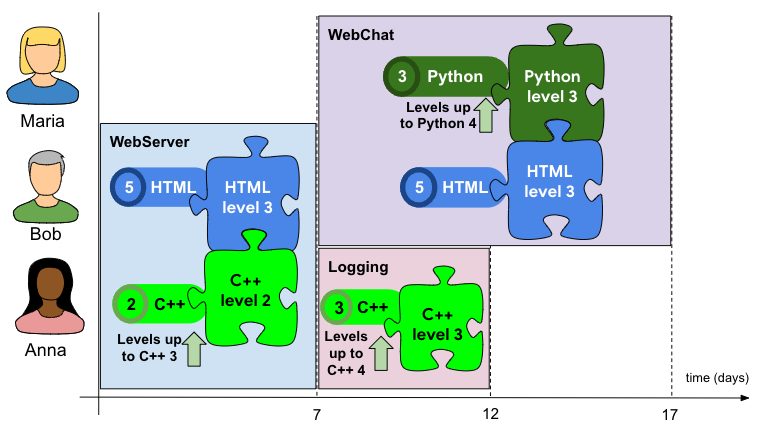 WebChat
3 Python
Python
level 3
Levels up
to Python 4
Maria
WebServer
5 HTML
HTML
level 3
5 HTML
HTML
level 3
Bob
Logging
2 C++
C++
level 2
3 C++
C++
level 3
Levels up
to C++ 3
Levels
up to
C++ 4
Anna
time (days)
7
12
17